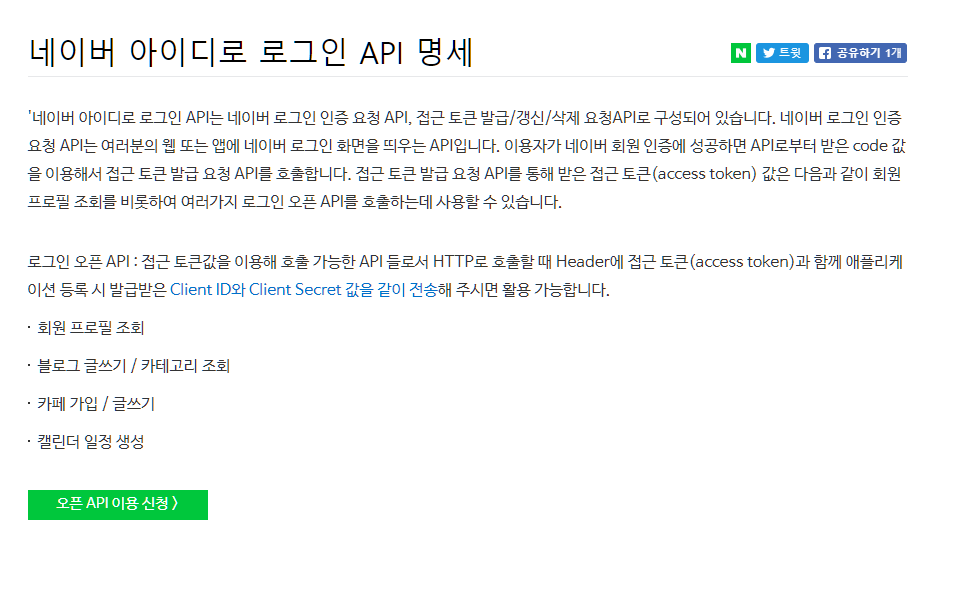 네이버 아이디로 로그인 API 명세
N 트윗 공유하기 1개
'네이버 아이디로 로그인 API는 네이버 로그인 인증 요청 API, 접근 토큰 발급/갱신/삭제 요청API로 구성되어 있습니다. 네이버 로그인 인증
요청 API는 여러분의 웹 또는 앱에 네이버 로그인 화면을 띄우는 API입니다. 이용자가 네이버 회원 인증에 성공하면 API로부터 받은 code 값
을 이용해서 접근 토큰 발급 요청 API를 호출합니다. 접근 토큰 발급 요청 API를 통해 받은 접근 토큰(access token) 값은 다음과 같이 회원
프로필 조회를 비롯하여 여러가지 로그인 오픈 API를 호출하는데 사용할 수 있습니다.
로그인 오픈 API : 접근 토큰값을 이용해 호출 가능한 API 들로서 HTTP로 호출할 때 Header에 접근 토큰(access token)과 함께 애플리케
이션 등록 시 발급받은 Client ID와 Client Secret 값을 같이 전송해 주시면 활용 가능합니다.
· 회원 프로필 조회
· 블로그 글쓰기 / 카테고리 조회
· 카페 가입 / 글쓰기
· 캘린더 일정 생성
오픈 API 이용 신청 〉